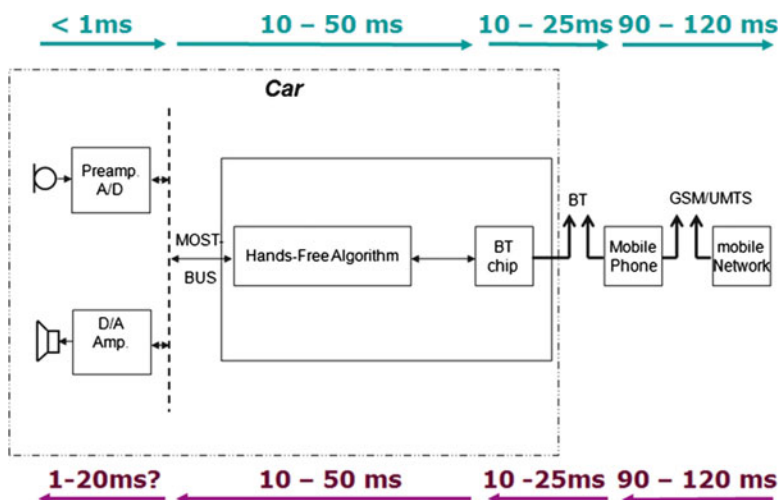 < 1ms 10 – 50 ms 10 – 25ms 90 – 120 ms
Car
Preamp.
A/D
MOST-
BUS
Hands-Free Algorithm
BT
chip
BT
Mobile
Phone
GSM/UMTS
mobile
Network
D/A
Amp.
1-20ms? 10 – 50 ms 10 -25ms 90 – 120 ms